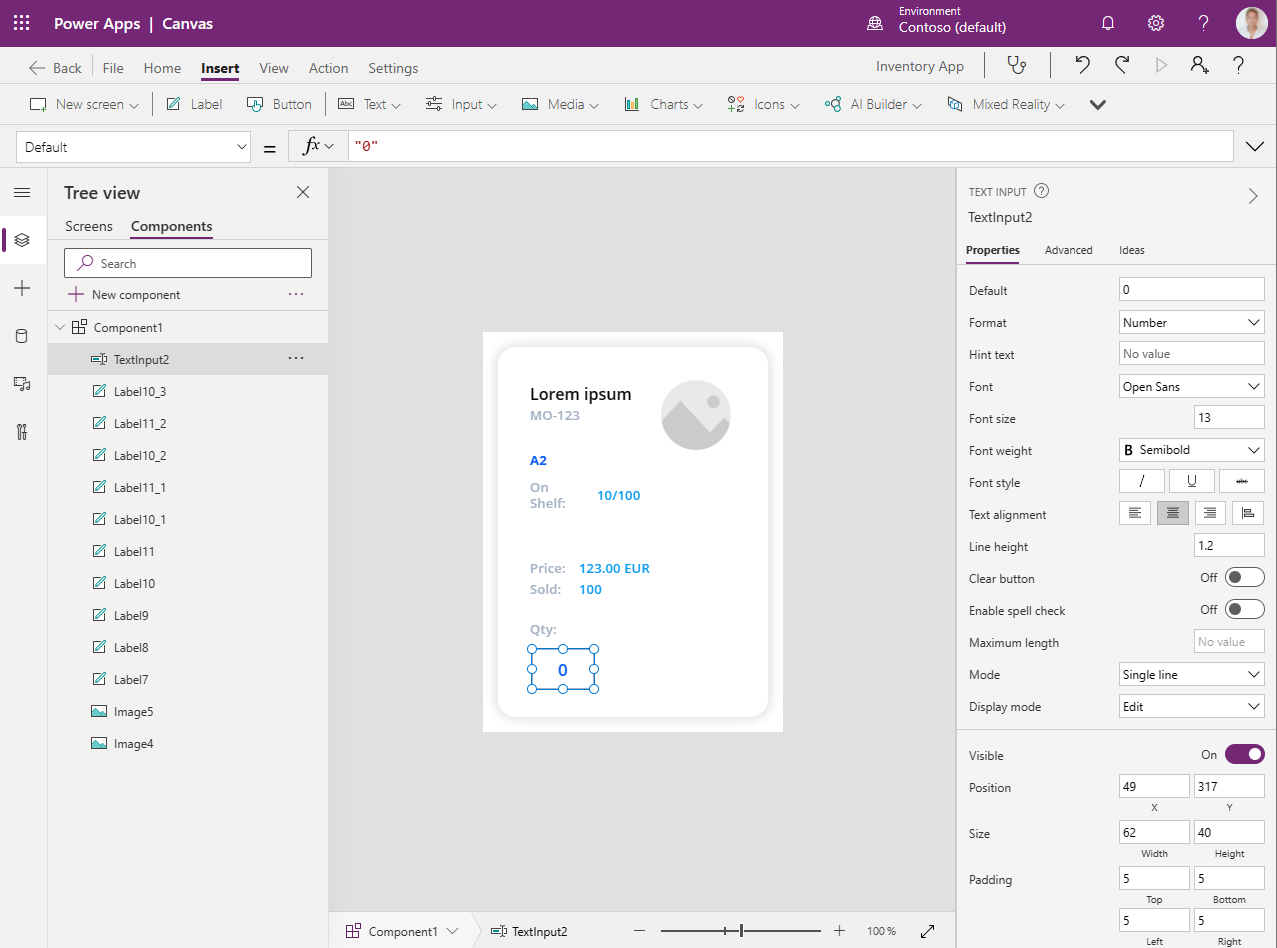 Power Apps | Canvas
Environment
Contoso (default)
Back File Home Insert View Action Settings
Inventory App
New screen Label Button Text Input Media Charts Icons AI Builder Mixed Reality
Default = fx "0"
Tree view
Screens Components
Search
New component
Component1
TextInput2
Label10_3
Label11_2
Label10_2
Label11_1
Label10_1
Label11
Label10
Label9
Label8
Label7
Image5
Image4
Lorem ipsum
MO-123
A2
On
Shelf:
10/100
Price: 123.00 EUR
Sold: 100
Qty:
0
Component1 TextInput2
100 %
TEXT INPUT
TextInput2
Properties Advanced Ideas
Default 0
Format Number
Hint text No value
Font Open Sans
Font size 13
Font weight B Semibold
Font style / U abc
Text alignment
Line height 1.2
Clear button Off
Enable spell check Off
Maximum length No value
Mode Single line
Display mode Edit
Visible On
Position 49 317
X Y
Size 62 40
Width Height
Padding 5 5
Top Bottom
5 5
Left Right